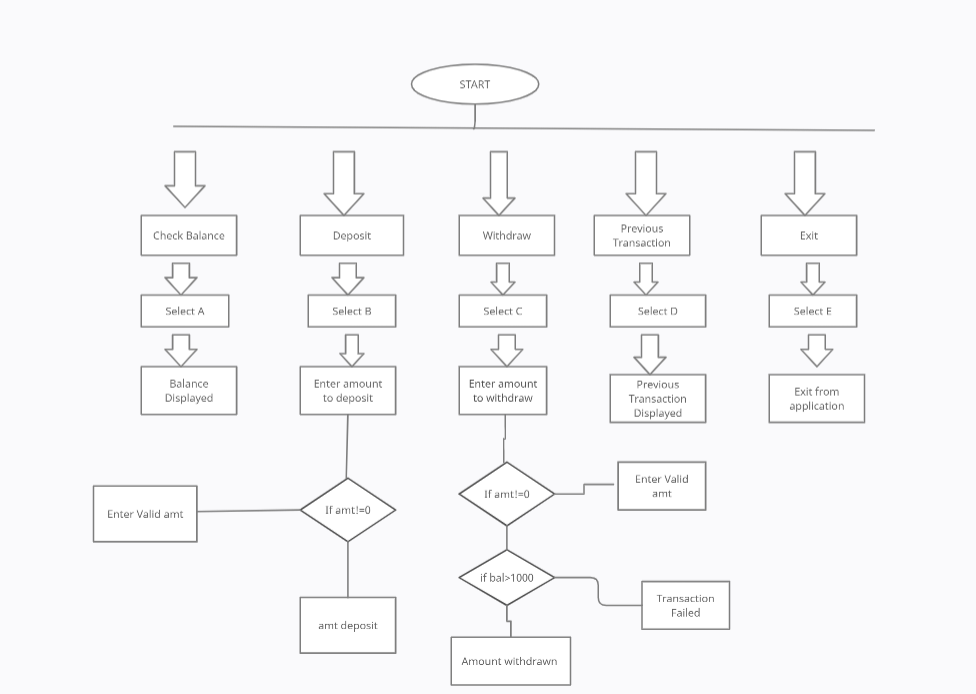 START
Check Balance
Deposit
Withdraw
Previous
Transaction
Exit
Select A
Select B
Select C
Select D
Select E
Balance
Displayed
Enter amount
to deposit
Enter amount
to withdraw
Previous
Transaction
Displayed
Exit from
application
Enter Valid amt
If amt!=0
If amt!=0
Enter Valid
amt
if bal>1000
Transaction
Failed
amt deposit
Amount withdrawn